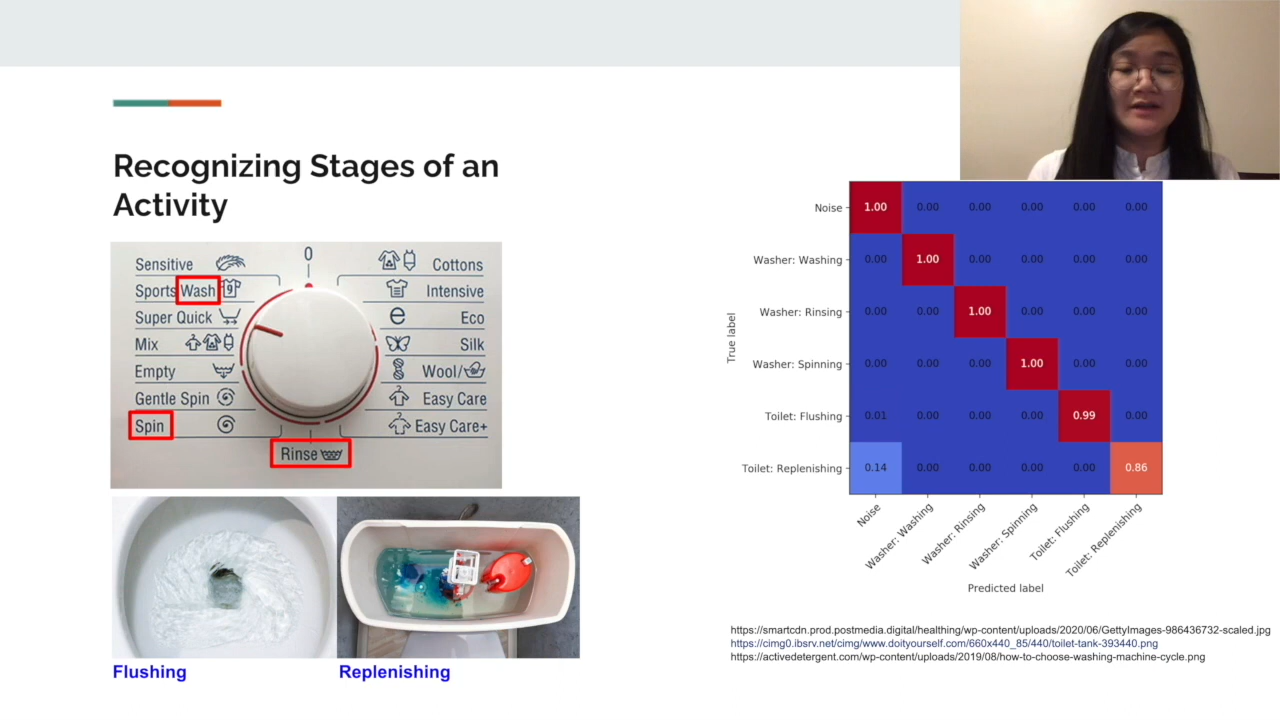 Recognizing Stages of an
Activity
0
Sensitive
Sports Wash 9
Super Quick
Mix
Empty
Gentle Spin
Spin
Rinse
Cottons
Intensive
e Eco
Silk
Wool/
Easy Care
Easy Care+
Flushing
Replenishing
True label
Noise 1.00 0.00 0.00 0.00 0.00 0.00
Washer: Washing 0.00 1.00 0.00 0.00 0.00 0.00
Washer: Rinsing 0.00 0.00 1.00 0.00 0.00 0.00
Washer: Spinning 0.00 0.00 0.00 1.00 0.00 0.00
Toilet: Flushing 0.01 0.00 0.00 0.00 0.99 0.00
Toilet: Replenishing 0.14 0.00 0.00 0.00 0.00 0.86
Noise
Washer: Washing
Washer: Rinsing
Washer: Spinning
Toilet: Flushing
Toilet: Replenishing
Predicted label
https://smartcdn.prod.postmedia.digital/healthing/wp-content/uploads/2020/06/GettyImages-986436732-scaled.jpg
https://cimg0.ibsrv.net/cimg/www.doityourself.com/660x440_85/440/toilet-tank-393440.png
https://activedetergent.com/wp-content/uploads/2019/08/how-to-choose-washing-machine-cycle.png